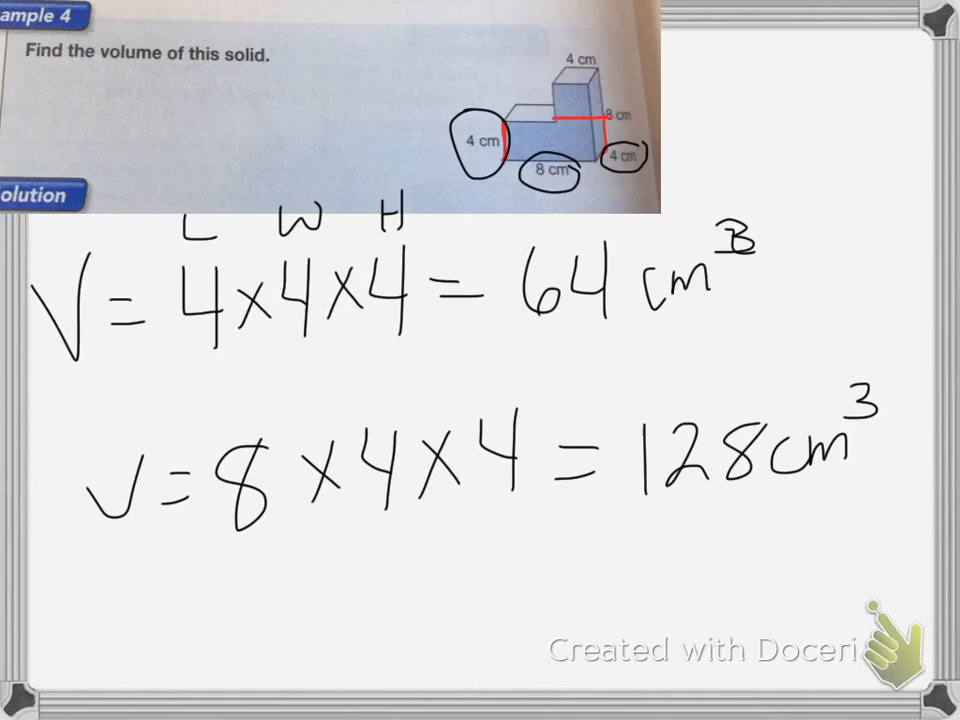 ample 4
Find the volume of this solid.
4 cm
8 cm
4 cm
4 cm
8 cm
olution
L W H
V = 4 × 4 × 4 = 64 cm³
V = 8 × 4 × 4 = 128 cm³
Created with Doceri